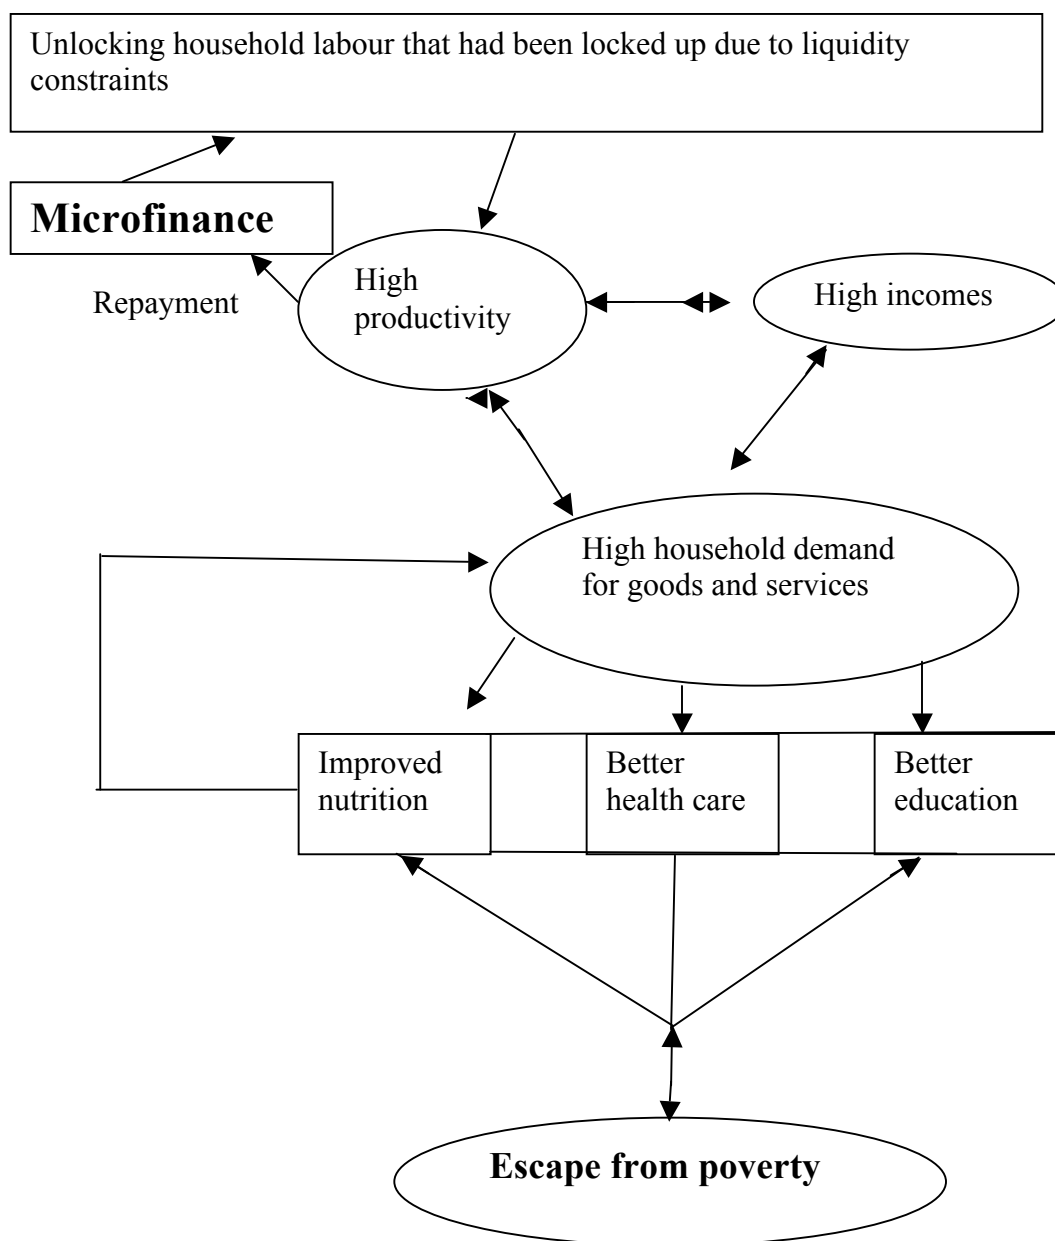 Unlocking household labour that had been locked up due to liquidity
constraints
Microfinance
Repayment
High
productivity
High incomes
High household demand
for goods and services
Improved
nutrition
Better
health care
Better
education
Escape from poverty